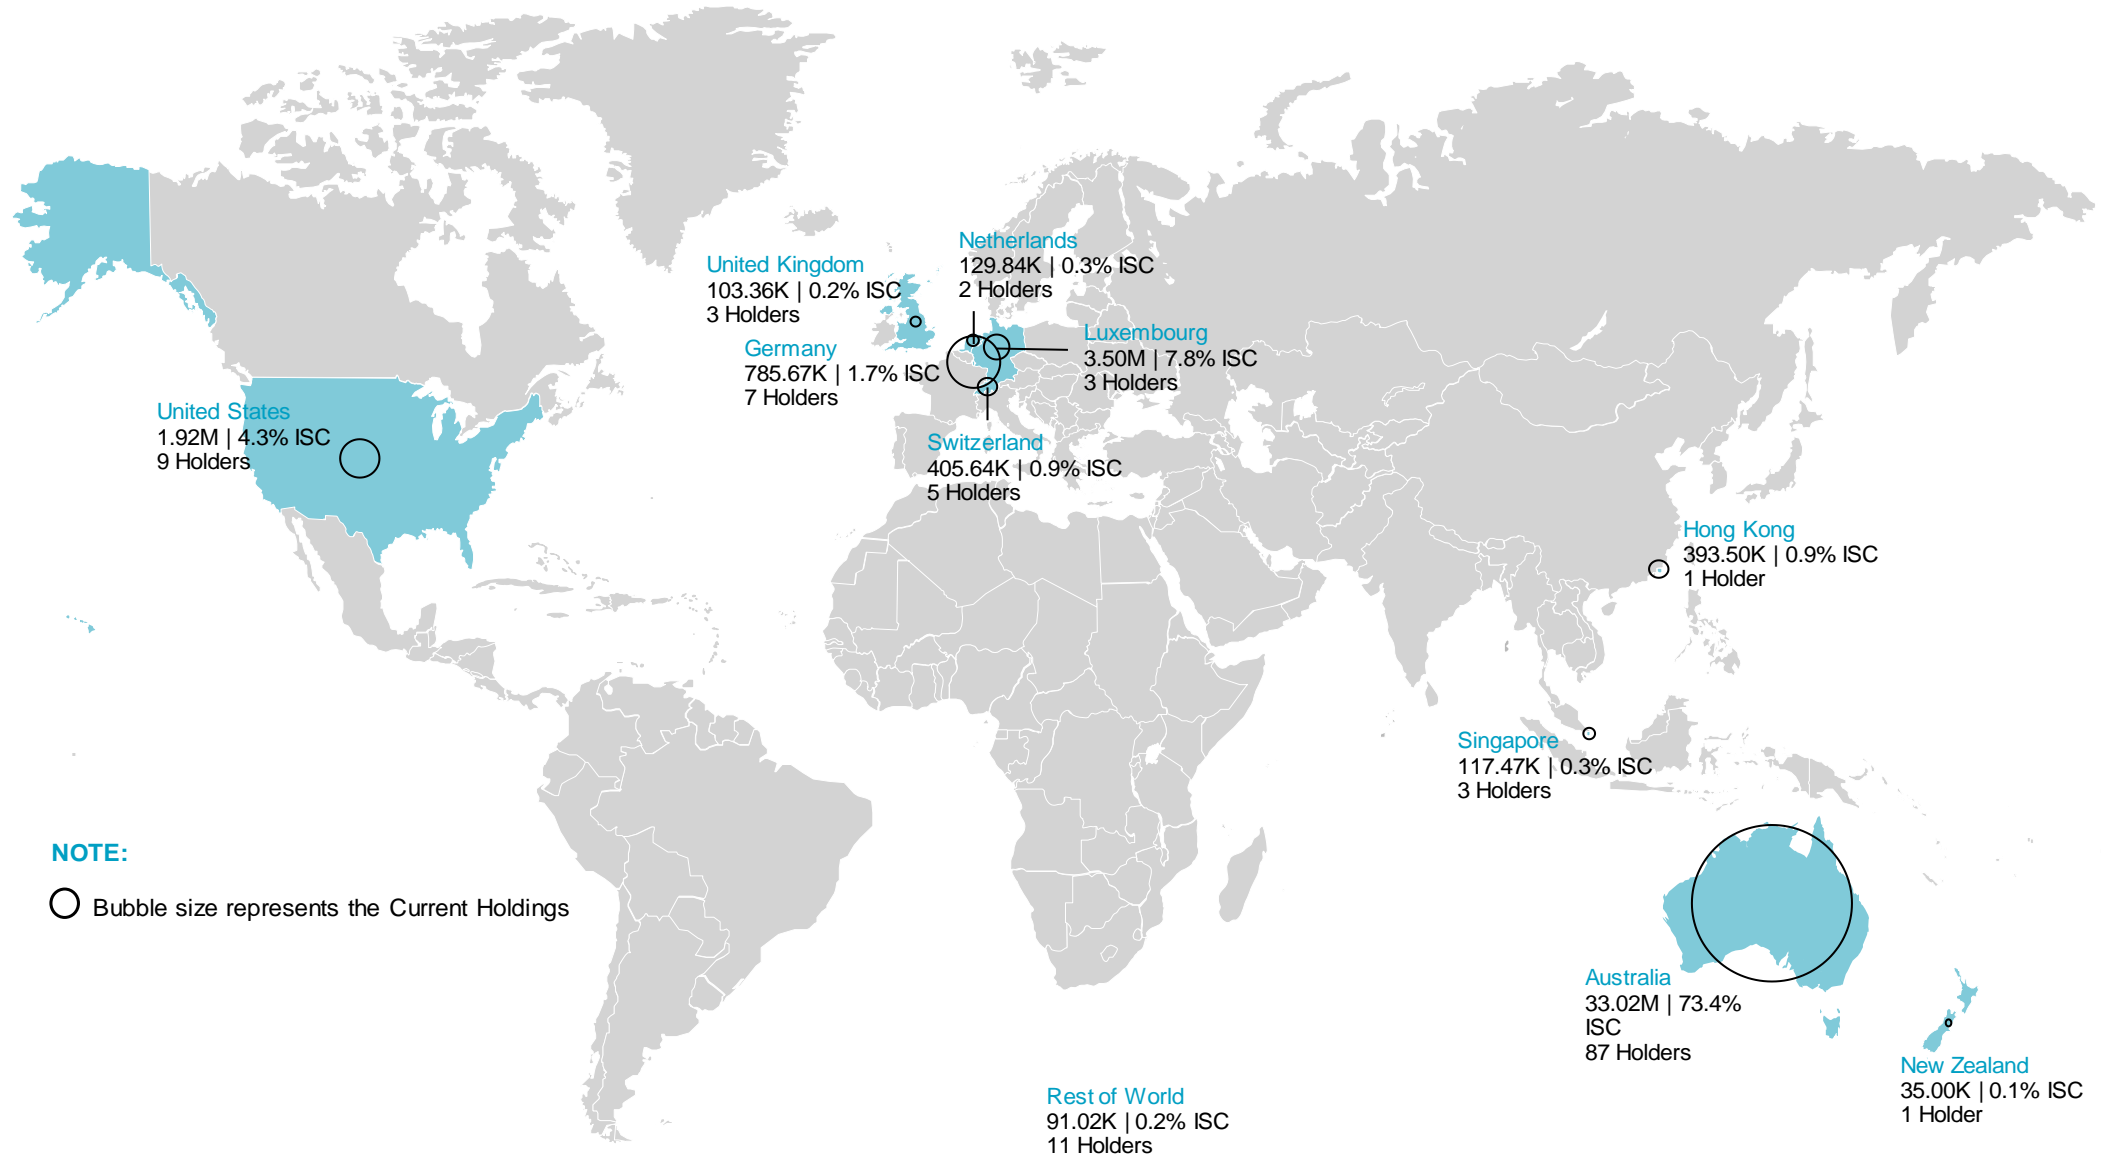 Netherlands
129.84K | 0.3% ISC
2 Holders
United Kingdom
103.36K | 0.2% ISC
3 Holders
Luxembourg
3.50M | 7.8% ISC
3 Holders
Germany
785.67K | 1.7% ISC
7 Holders
United States
1.92M | 4.3% ISC
9 Holders
Switzerland
405.64K | 0.9% ISC
5 Holders
Hong Kong
393.50K | 0.9% ISC
1 Holder
Singapore
117.47K | 0.3% ISC
3 Holders
NOTE:
Bubble size represents the Current Holdings
Australia
33.02M | 73.4%
ISC
87 Holders
New Zealand
35.00K | 0.1% ISC
1 Holder
Rest of World
91.02K | 0.2% ISC
11 Holders